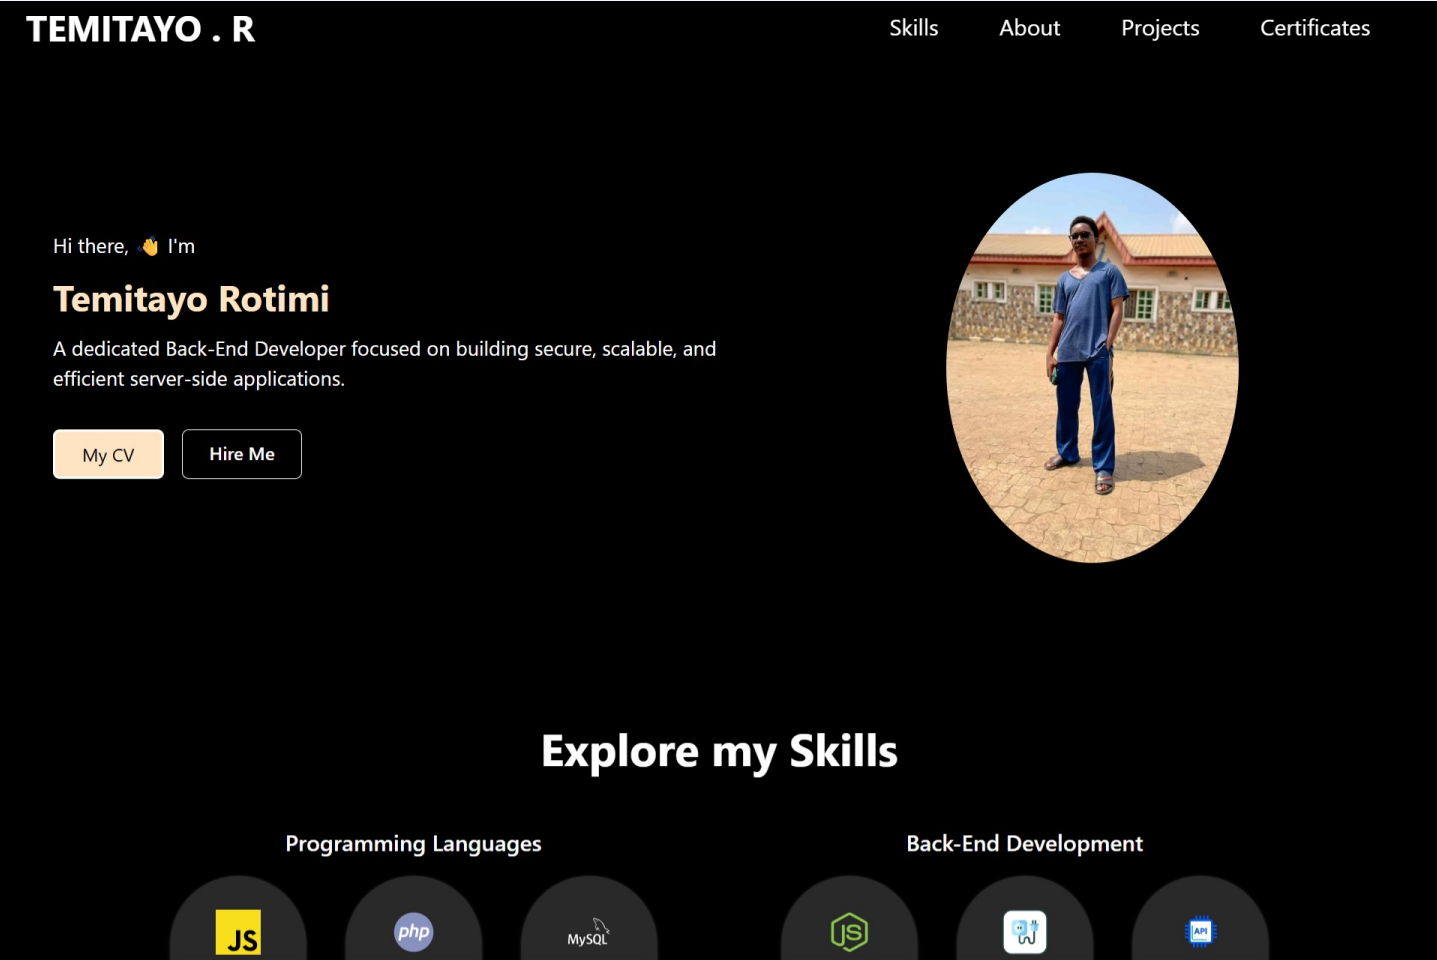 TEMITAYO . R
Skills
About
Projects
Certificates
Hi there, 👋 I'm
Temitayo Rotimi
A dedicated Back-End Developer focused on building secure, scalable, and
efficient server-side applications.
My CV
Hire Me
Explore my Skills
Programming Languages
Back-End Development
JS
php
MySQL
JS
API